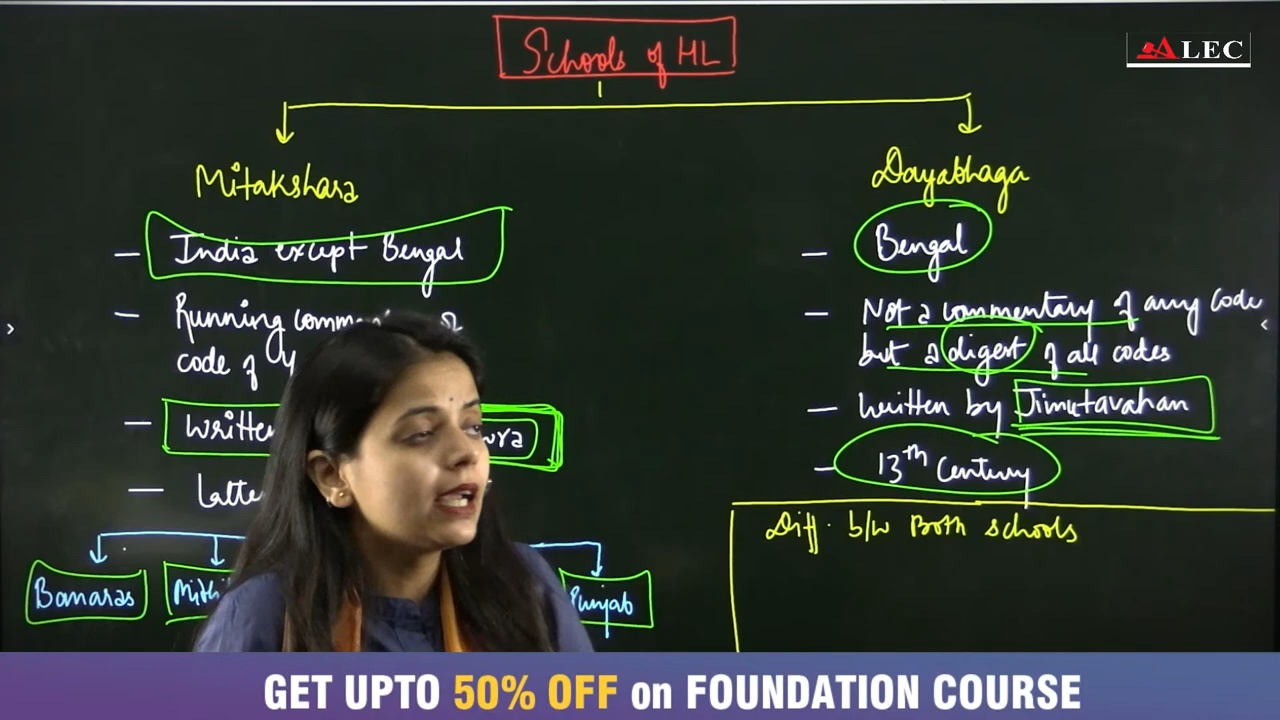 Schools of HL
ALEC
Mitakshara
Dayabhaga
— India except Bengal
— Running
code of
— Written
— Latte
Banaras
Punjab
— Bengal
— Not a commentary of any code
but a digest of all codes
— Written by Jimutavahan
— 13th Century
Diff. b/w Both schools
GET UPTO 50% OFF on FOUNDATION COURSE